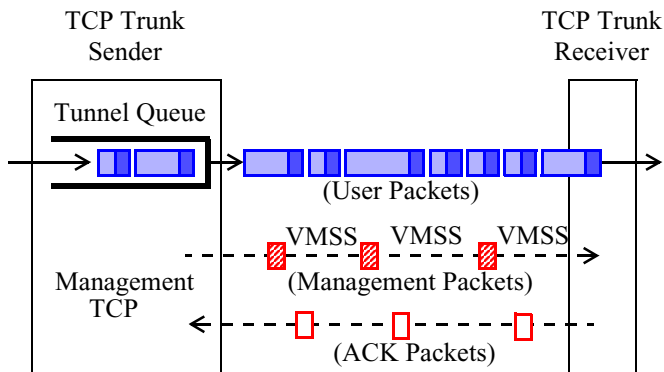 TCP Trunk
Sender
TCP Trunk
Receiver
Tunnel Queue
(User Packets)
VMSS VMSS VMSS
(Management Packets)
Management
TCP
(ACK Packets)